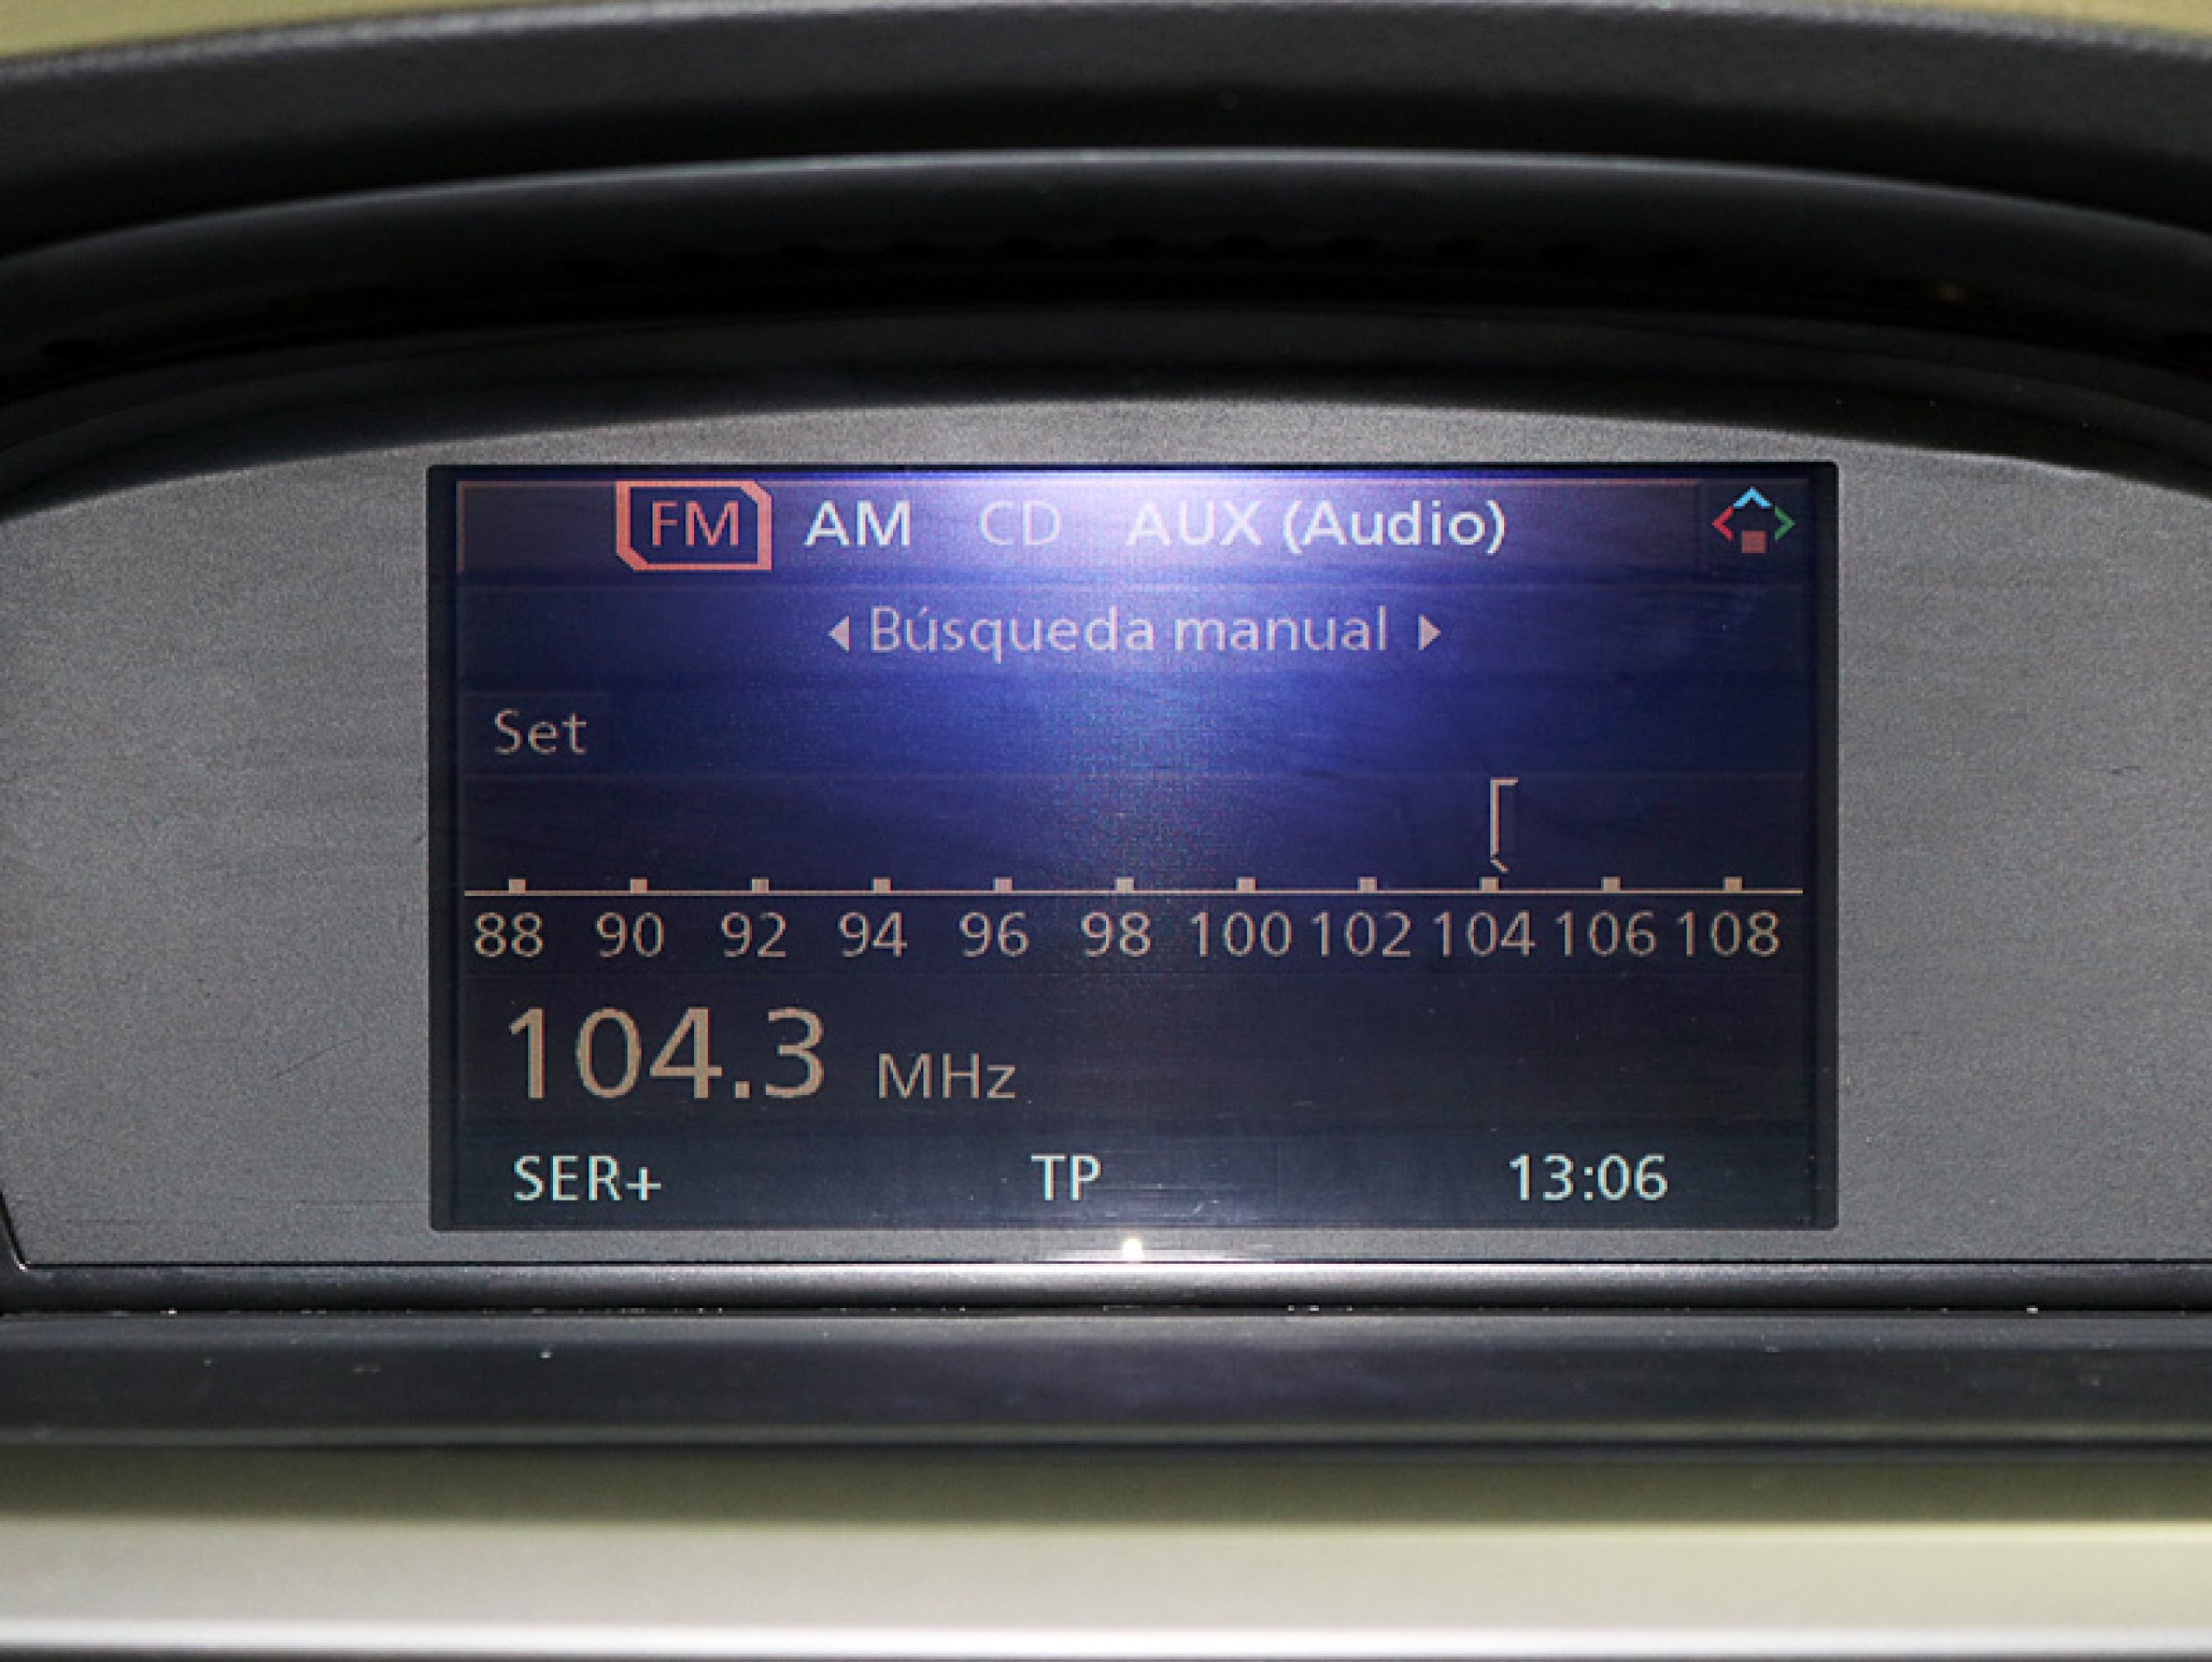 FM AM CD AUX (Audio)
Búsqueda manual
Set
88 90 92 94 96 98 100 102 104 106 108
104.3 MHz
SER+ TP 13:06